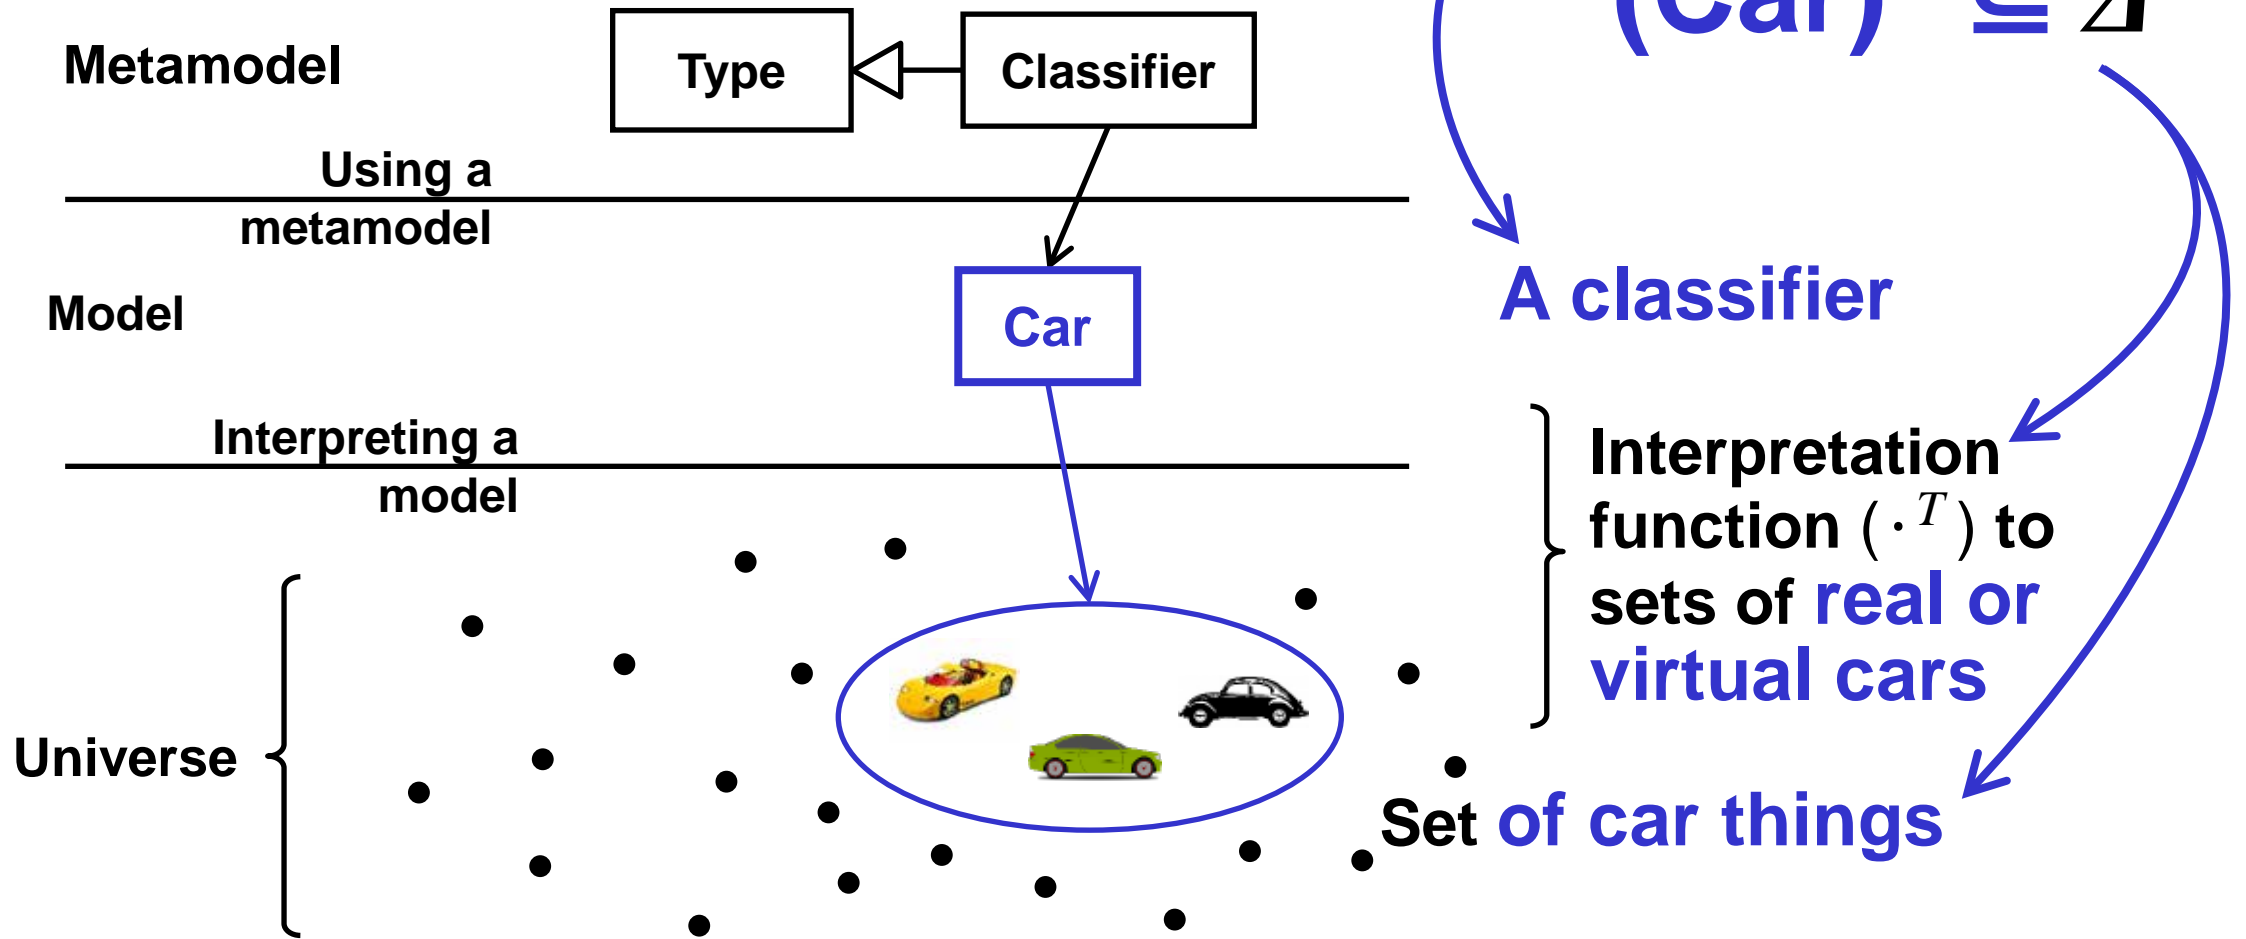 (Car) ⊆ Δ
Metamodel
Type
Classifier
Using a
metamodel
A classifier
Model
Car
Interpreting a
model
Interpretation
function (·ᵀ) to
sets of real or
virtual cars
Universe
Set of car things